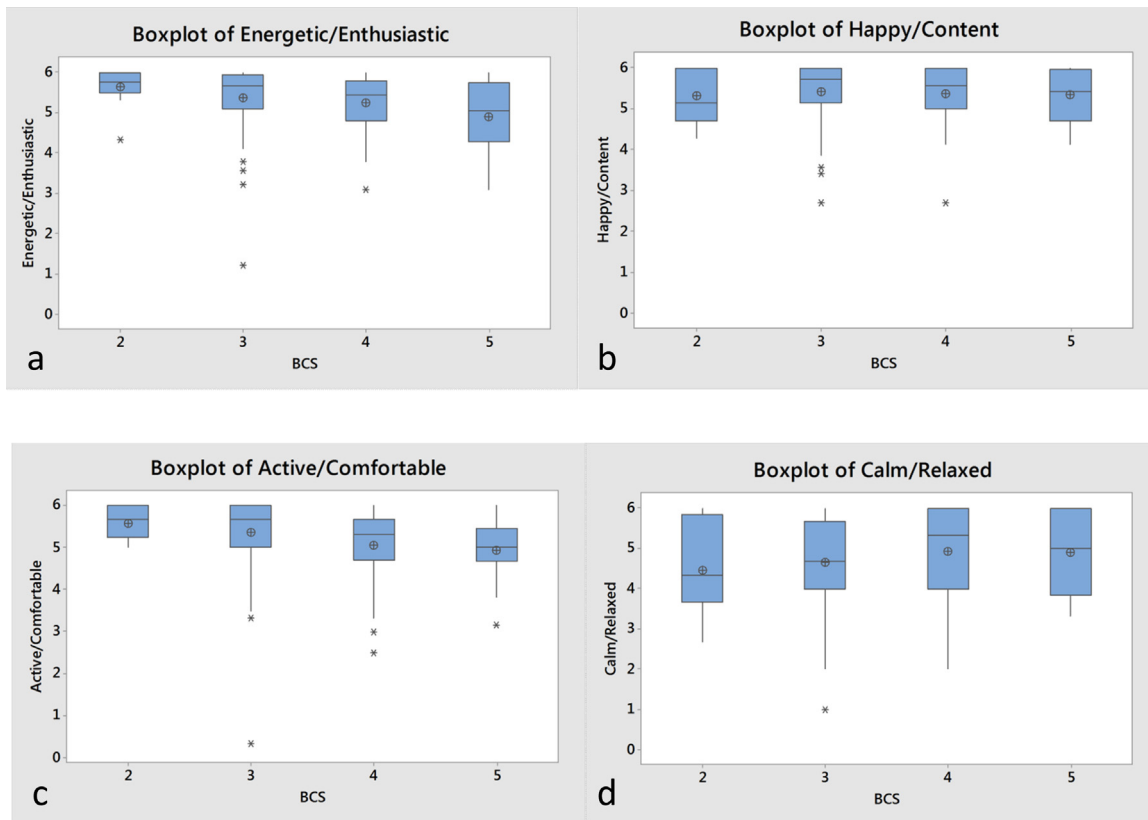 Boxplot of Energetic/Enthusiastic
Energetic/Enthusiastic
6
5
4
3
2
1
0
2 3 4 5
BCS
a
Boxplot of Happy/Content
Happy/Content
6
5
4
3
2
1
0
2 3 4 5
BCS
b
Boxplot of Active/Comfortable
Active/Comfortable
6
5
4
3
2
1
0
2 3 4 5
BCS
c
Boxplot of Calm/Relaxed
Calm/Relaxed
6
5
4
3
2
1
0
2 3 4 5
BCS
d